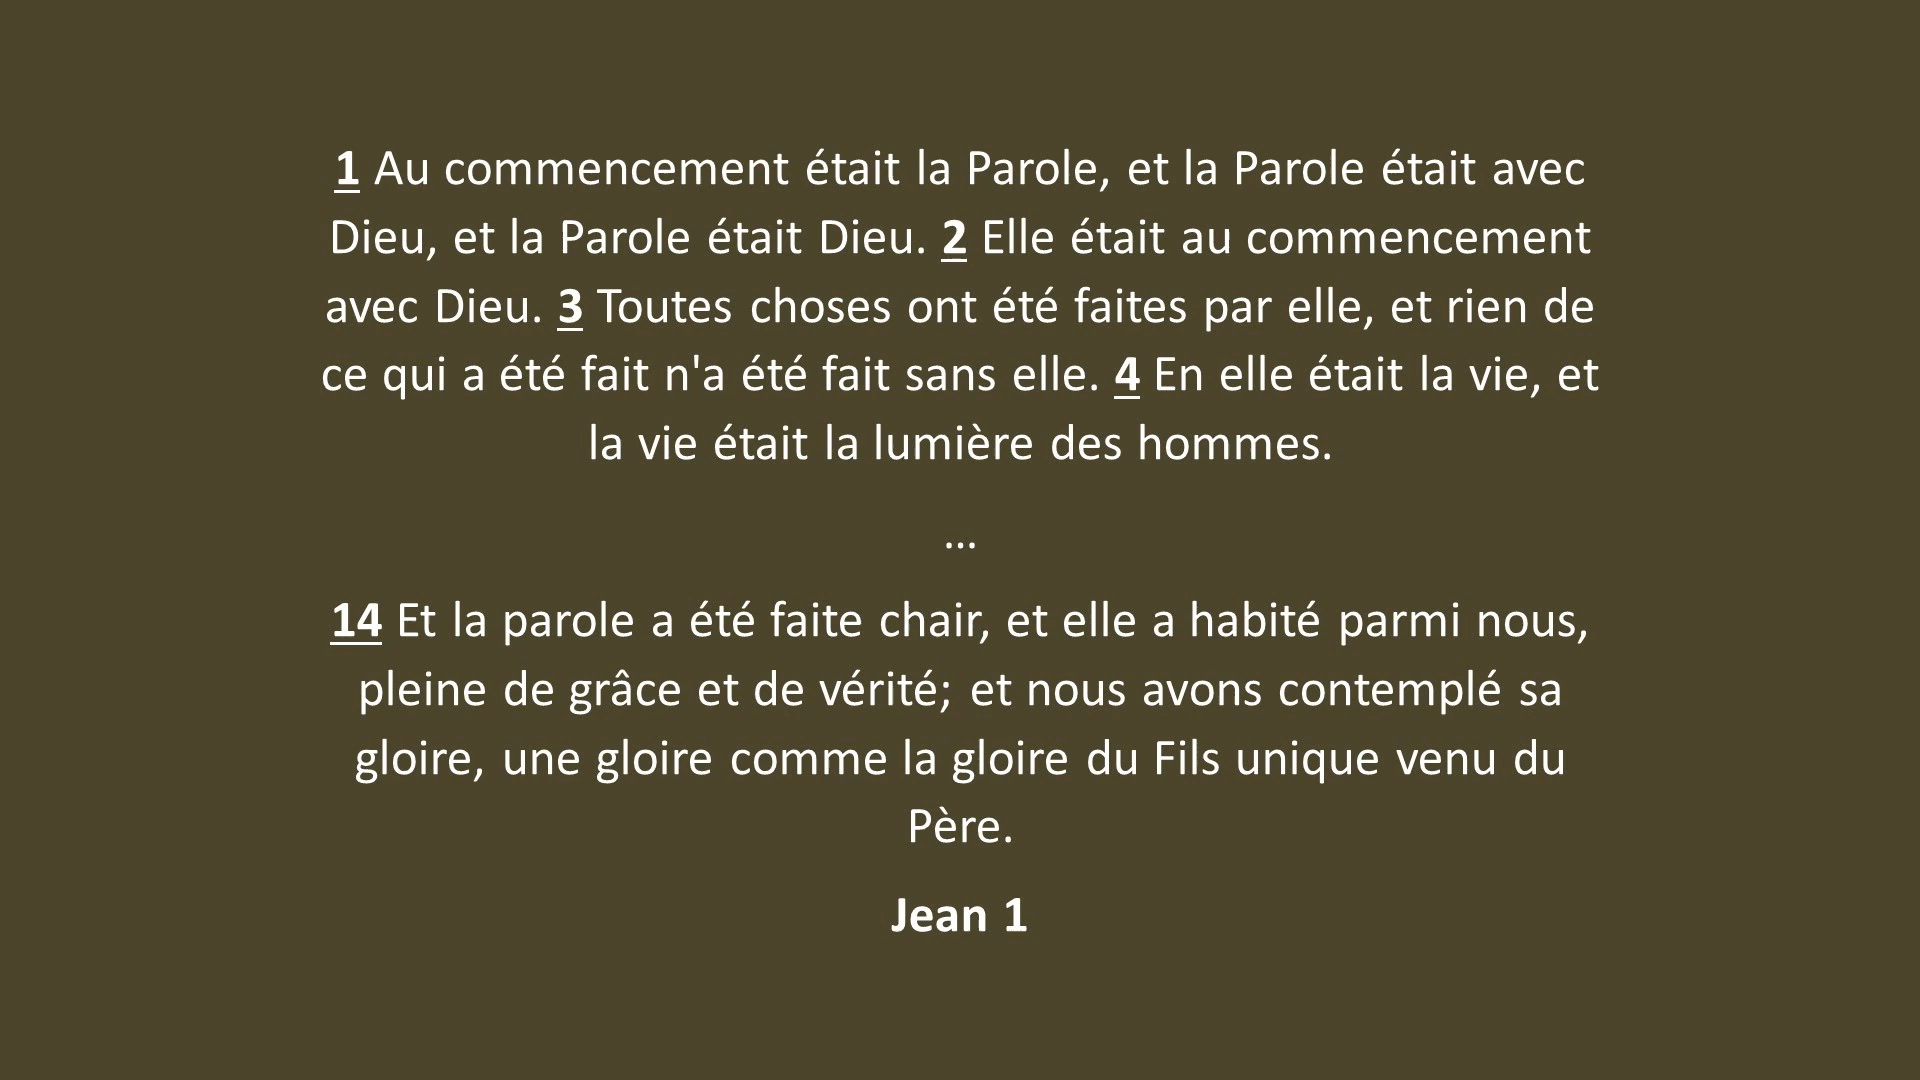 1 Au commencement était la Parole, et la Parole était avec
Dieu, et la Parole était Dieu. 2 Elle était au commencement
avec Dieu. 3 Toutes choses ont été faites par elle, et rien de
ce qui a été fait n'a été fait sans elle. 4 En elle était la vie, et
la vie était la lumière des hommes.
...
14 Et la parole a été faite chair, et elle a habité parmi nous,
pleine de grâce et de vérité; et nous avons contemplé sa
gloire, une gloire comme la gloire du Fils unique venu du
Père.
Jean 1